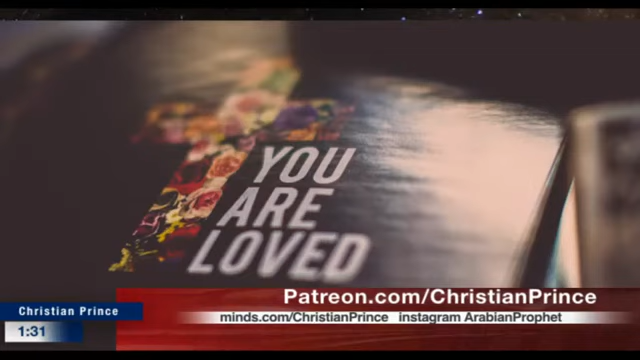 YOU
ARE
LOVED
Patreon.com/ChristianPrince
Christian Prince
minds.com/ChristianPrince instagram ArabianProphet
1:31